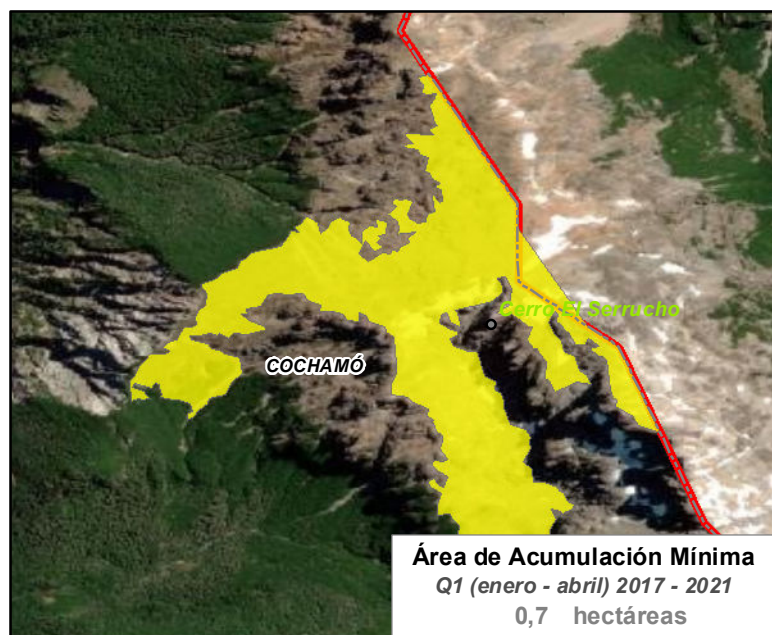 Cerro El Serrucho
COCHAMÓ
Área de Acumulación Mínima
Q1 (enero - abril) 2017 - 2021
0,7 hectáreas